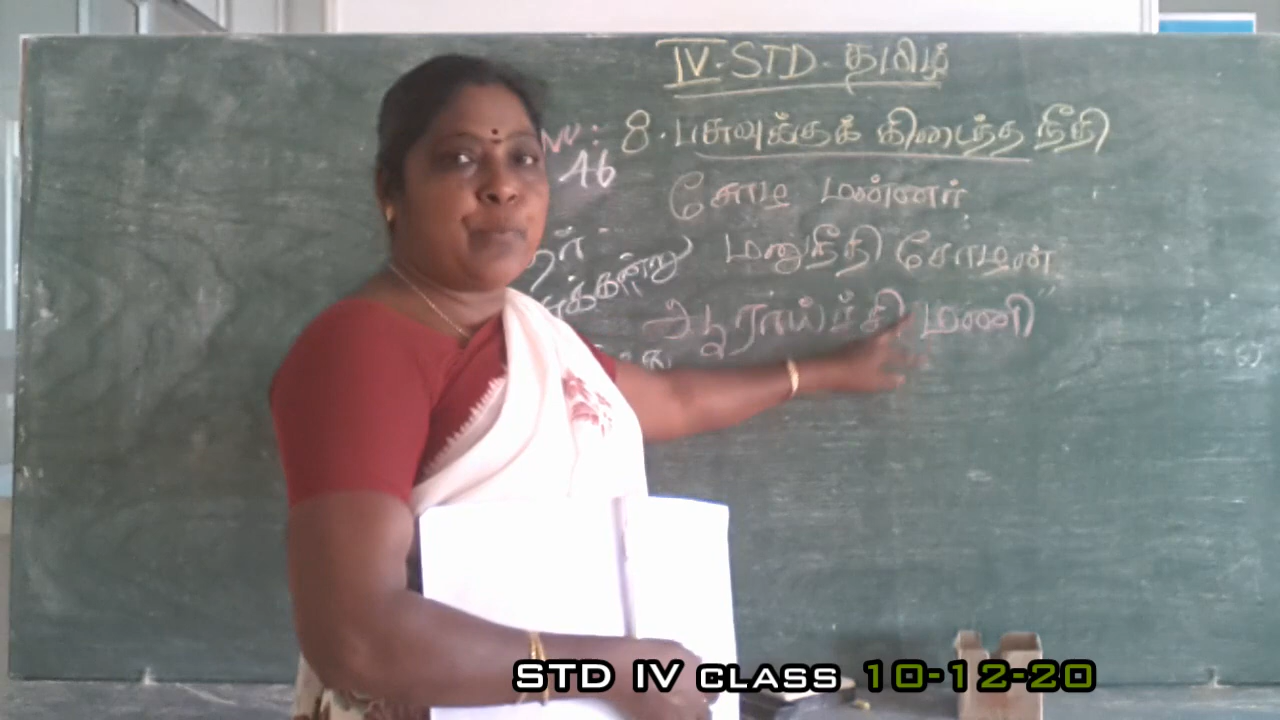 IV - STD - தமிழ்
8. பசுவுக்குக் கிடைத்த நீதி
46
சோழ மன்னர்
மனுநீதி சோழன்
ஆராய்ச்சி மணி"
STD IV CLASS 10-12-20